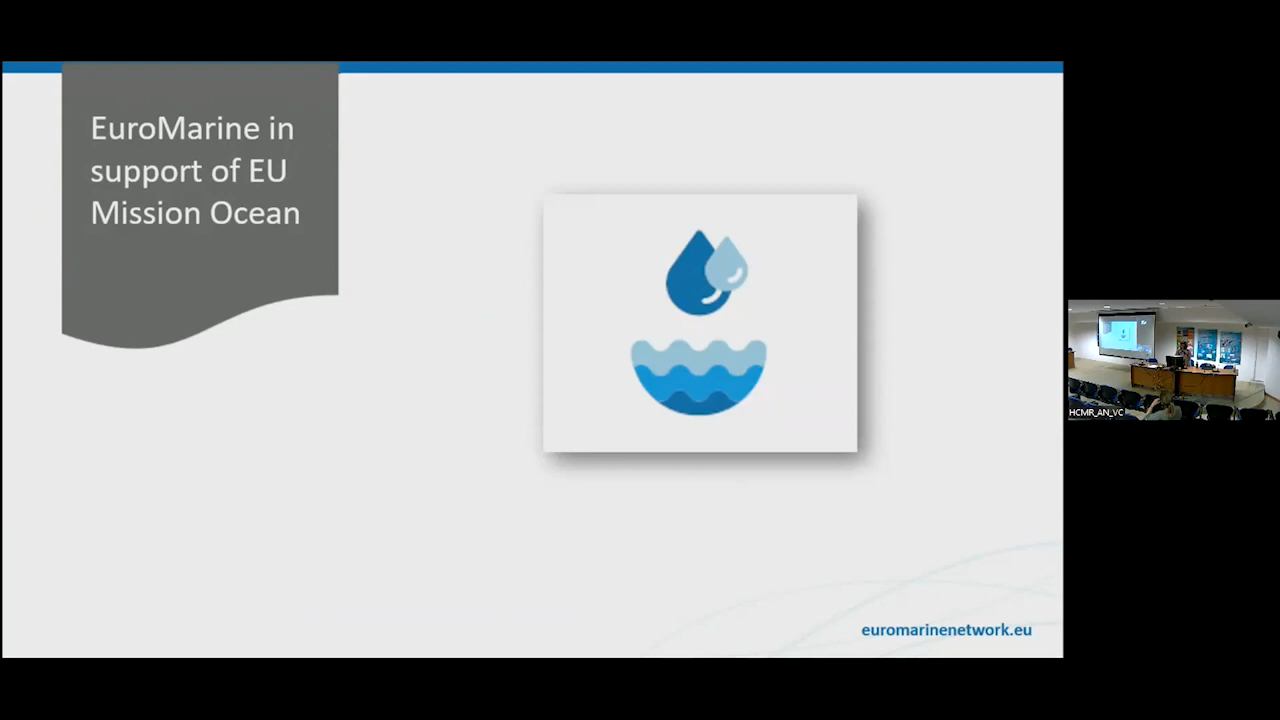 EuroMarine in
support of EU
Mission Ocean
euromarinenetwork.eu
HCMR_AN_VC